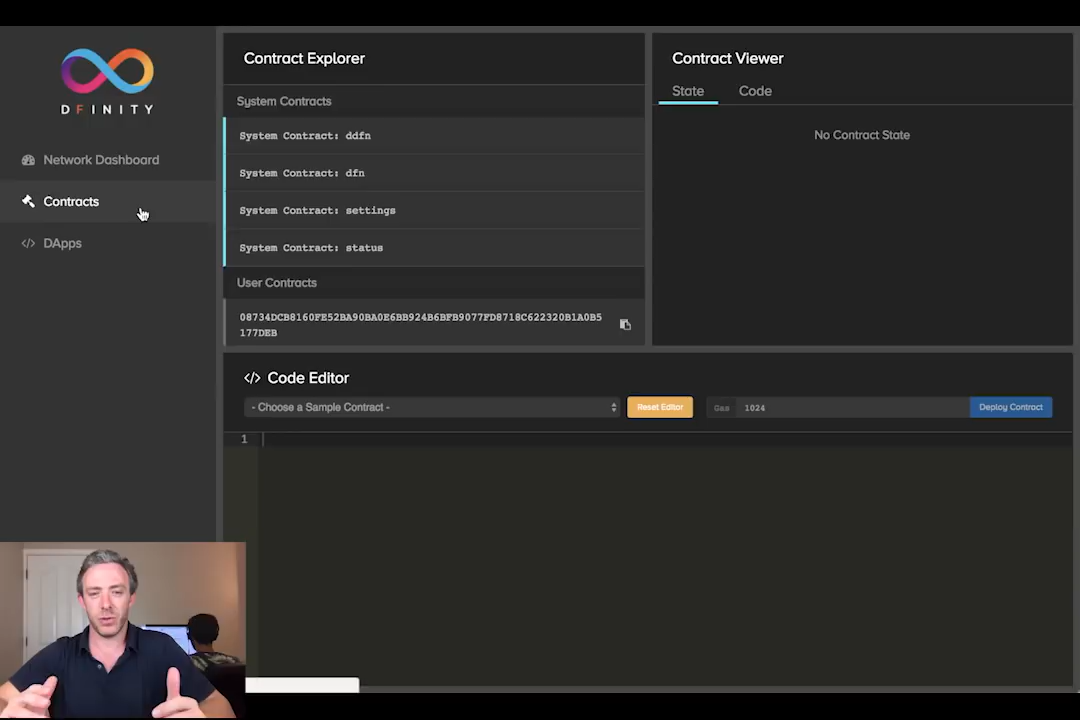 DFINITY
Network Dashboard
Contracts
DApps
Contract Explorer
System Contracts
System Contract: ddfn
System Contract: dfn
System Contract: settings
System Contract: status
User Contracts
08734DCB8160FE52BA90BA0E6BB924B6BFB9077FD8718C622320B1A0B5
177DEB
Contract Viewer
State
Code
No Contract State
</> Code Editor
- Choose a Sample Contract -
Reset Editor
Gas
1024
Deploy Contract
1